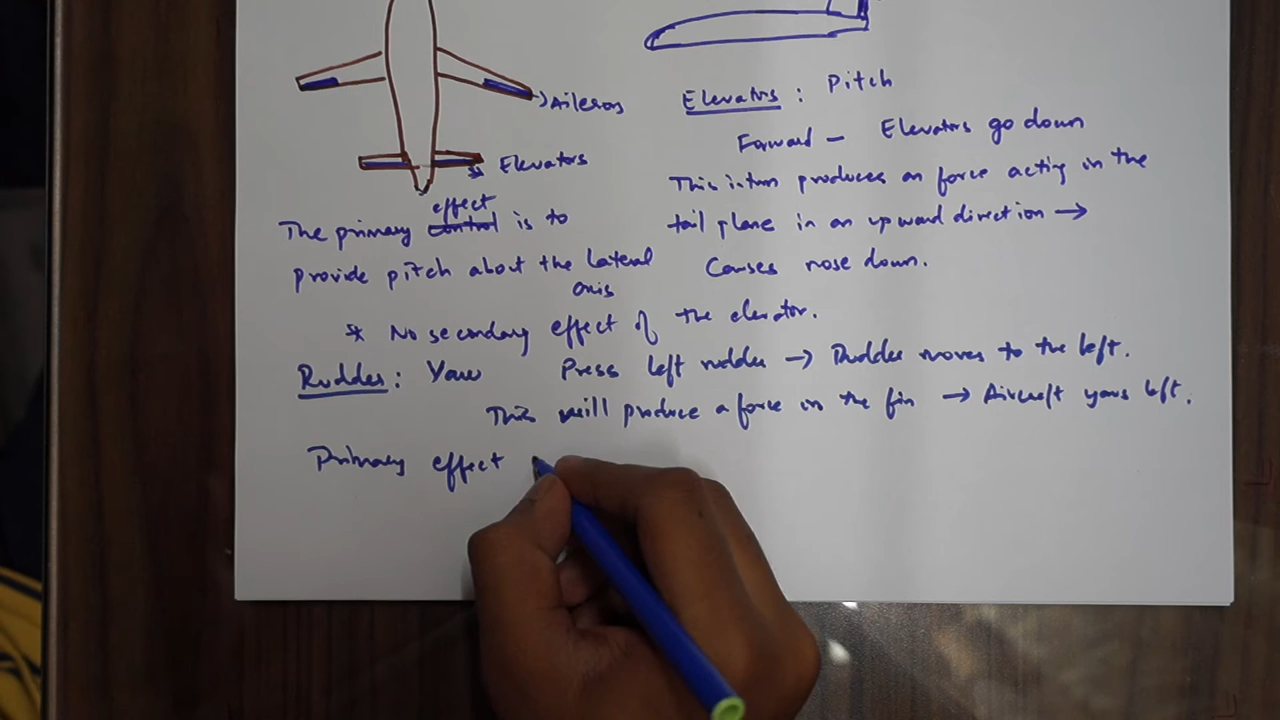 Ailerons
Elevators
The primary control effect is to
provide pitch about the lateral
axis
Elevators : Pitch
Forward – Elevators go down
This inturn produces an force acting in the
tail plane in an upward direction →
Causes nose down.
* No secondary effect of the elevator.
Rudder : Yaw Press left rudder → Rudder moves to the left.
This will produce a force in the fin → Aircraft yaws left.
Primary effect